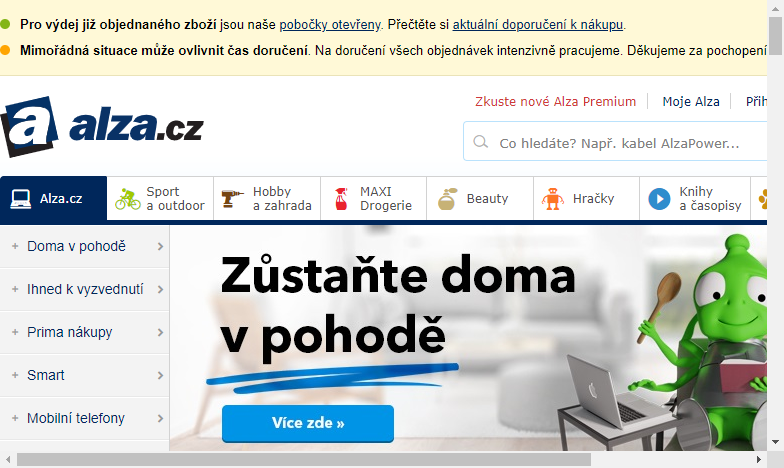 Pro výdej již objednaného zboží jsou naše pobočky otevřeny. Přečtěte si aktuální doporučení k nákupu.
Mimořádná situace může ovlivnit čas doručení. Na doručení všech objednávek intenzivně pracujeme. Děkujeme za pochopení
a alza.cz
Zkuste nové Alza Premium
Moje Alza
Přih
Co hledáte? Např. kabel AlzaPower...
Alza.cz
Sport
a outdoor
Hobby
a zahrada
MAXI
Drogerie
Beauty
Hračky
Knihy
a časopisy
Doma v pohodě
Ihned k vyzvednutí
Prima nákupy
Smart
Mobilní telefony
Zůstaňte doma
v pohodě
Více zde »